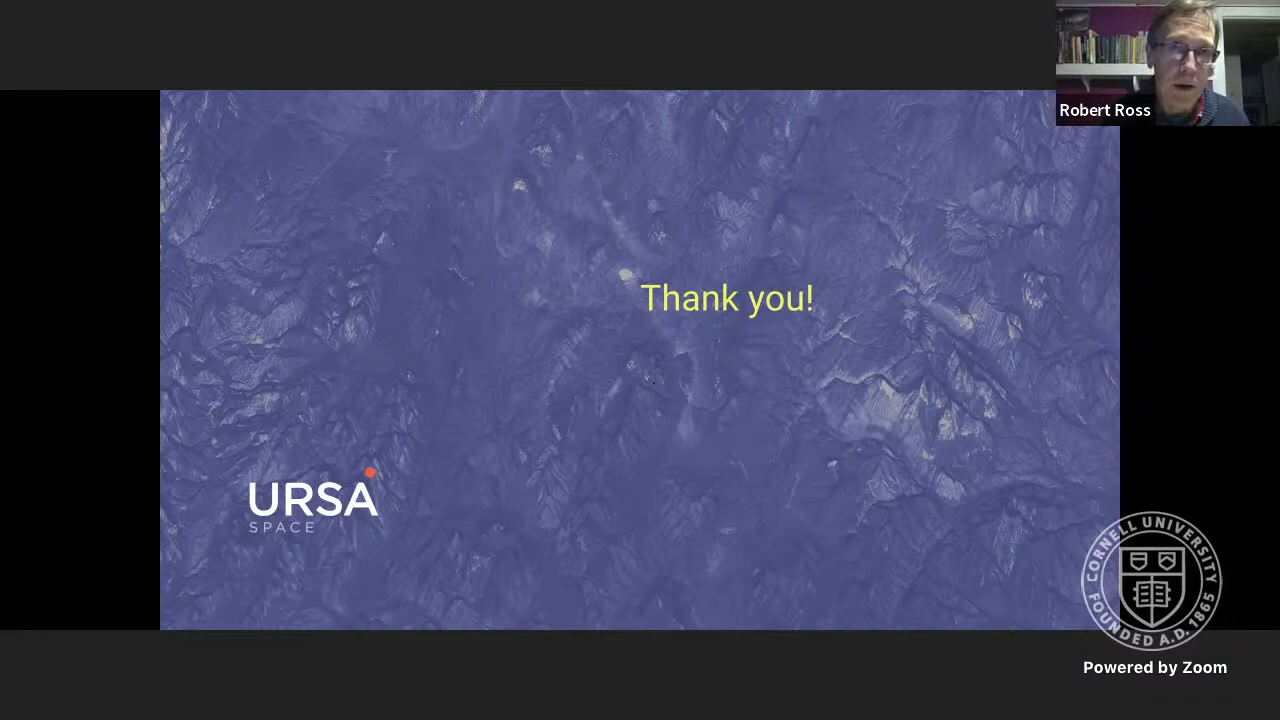 Robert Ross
Thank you!
URSA
SPACE
CORNELL UNIVERSITY
FOUNDED A.D. 1865
Powered by Zoom